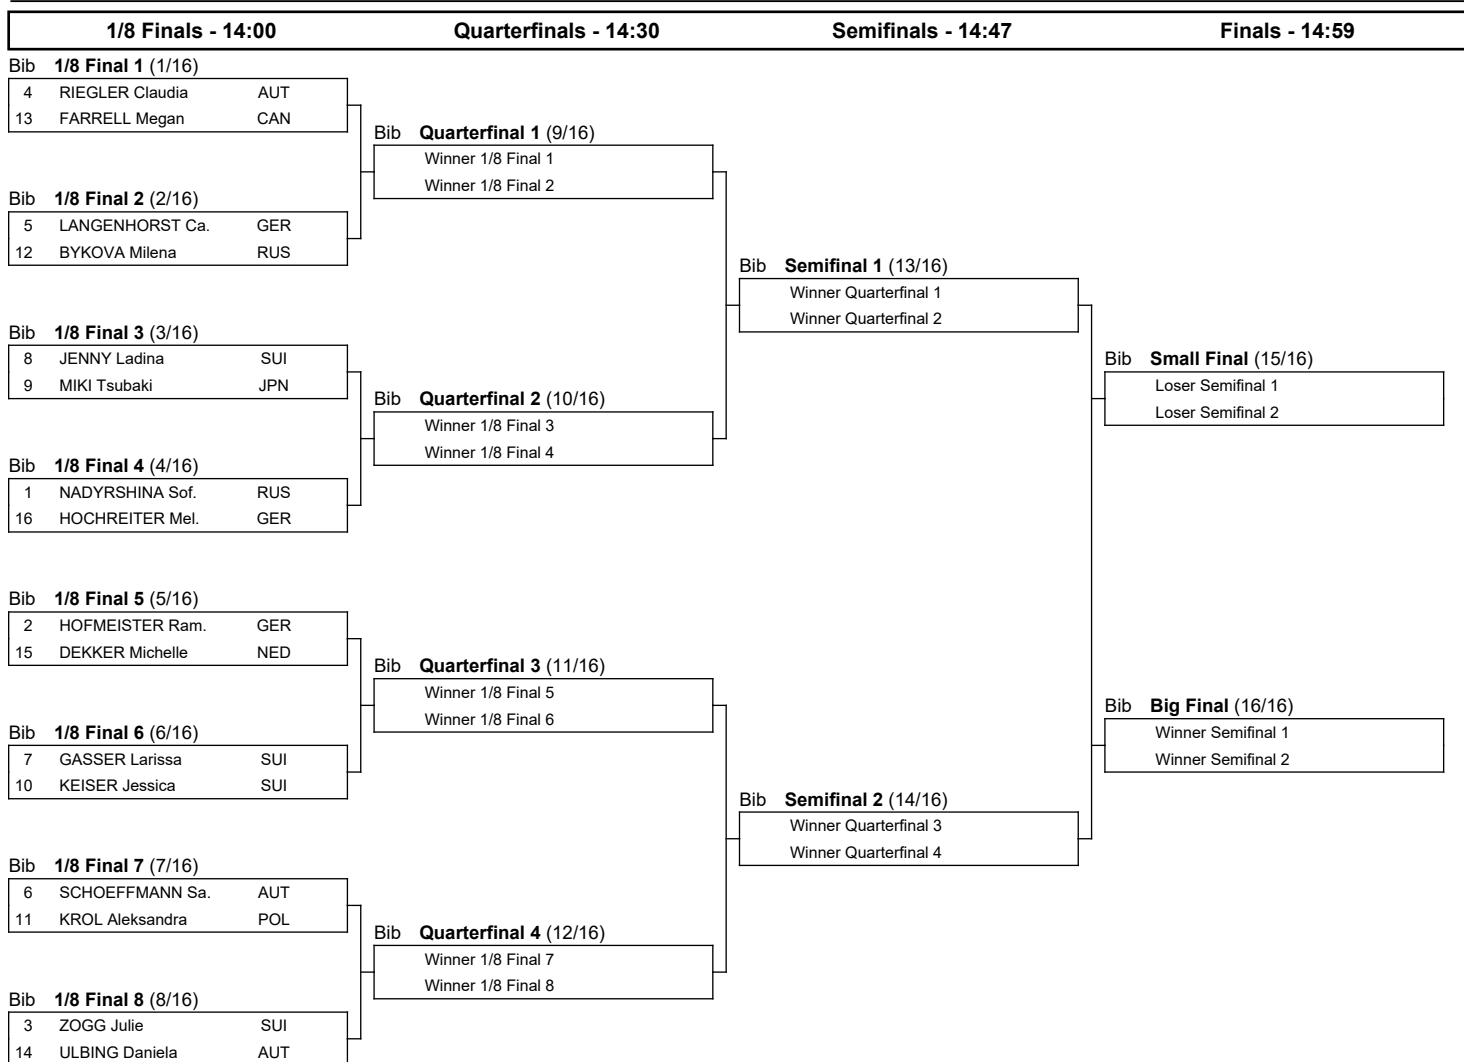 1/8 Finals - 14:00 Quarterfinals - 14:30 Semifinals - 14:47 Finals - 14:59
Bib 1/8 Final 1 (1/16)
4 RIEGLER Claudia AUT
13 FARRELL Megan CAN
Bib 1/8 Final 2 (2/16)
5 LANGENHORST Ca. GER
12 BYKOVA Milena RUS
Bib 1/8 Final 3 (3/16)
8 JENNY Ladina SUI
9 MIKI Tsubaki JPN
Bib 1/8 Final 4 (4/16)
1 NADYRSHINA Sof. RUS
16 HOCHREITER Mel. GER
Bib 1/8 Final 5 (5/16)
2 HOFMEISTER Ram. GER
15 DEKKER Michelle NED
Bib 1/8 Final 6 (6/16)
7 GASSER Larissa SUI
10 KEISER Jessica SUI
Bib 1/8 Final 7 (7/16)
6 SCHOEFFMANN Sa. AUT
11 KROL Aleksandra POL
Bib 1/8 Final 8 (8/16)
3 ZOGG Julie SUI
14 ULBING Daniela AUT
Bib Quarterfinal 1 (9/16)
Winner 1/8 Final 1
Winner 1/8 Final 2
Bib Quarterfinal 2 (10/16)
Winner 1/8 Final 3
Winner 1/8 Final 4
Bib Quarterfinal 3 (11/16)
Winner 1/8 Final 5
Winner 1/8 Final 6
Bib Quarterfinal 4 (12/16)
Winner 1/8 Final 7
Winner 1/8 Final 8
Bib Semifinal 1 (13/16)
Winner Quarterfinal 1
Winner Quarterfinal 2
Bib Semifinal 2 (14/16)
Winner Quarterfinal 3
Winner Quarterfinal 4
Bib Small Final (15/16)
Loser Semifinal 1
Loser Semifinal 2
Bib Big Final (16/16)
Winner Semifinal 1
Winner Semifinal 2